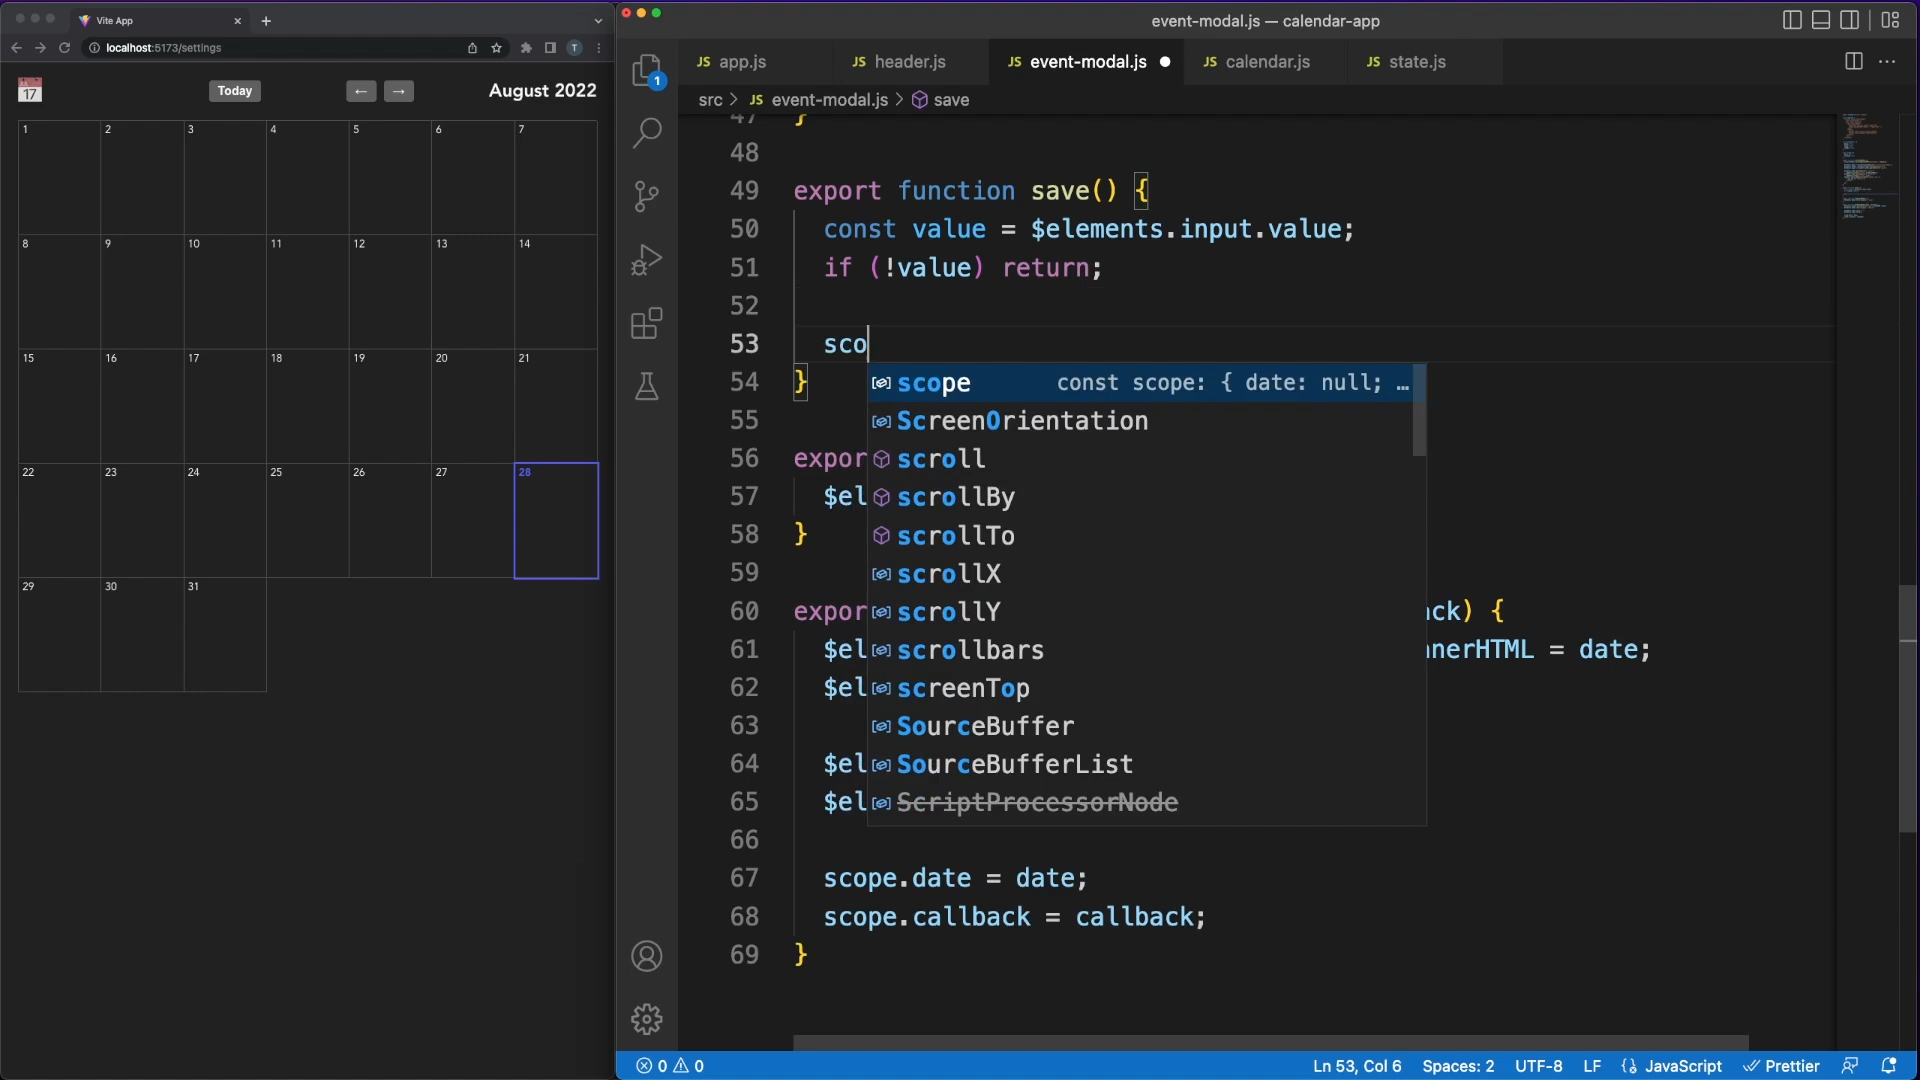 Vite App
localhost:5173/settings
T
17
Today
←
→
August 2022
1 2 3 4 5 6 7
8 9 10 11 12 13 14
15 16 17 18 19 20 21
22 23 24 25 26 27 28
29 30 31
event-modal.js — calendar-app
1
JS app.js
JS header.js
JS event-modal.js
JS calendar.js
JS state.js
src > JS event-modal.js > save
47 }
48
49 export function save() {
50 const value = $elements.input.value;
51 if (!value) return;
52
53 sco
54 }
55
56 expor
57 $el
58 }
59
60 expor ck) {
61 $el nerHTML = date;
62 $el
63
64 $el
65 $el
66
67 scope.date = date;
68 scope.callback = callback;
69 }
scope const scope: { date: null; …
ScreenOrientation
scroll
scrollBy
scrollTo
scrollX
scrollY
scrollbars
screenTop
SourceBuffer
SourceBufferList
ScriptProcessorNode
0 0
Ln 53, Col 6 Spaces: 2 UTF-8 LF {} JavaScript Prettier